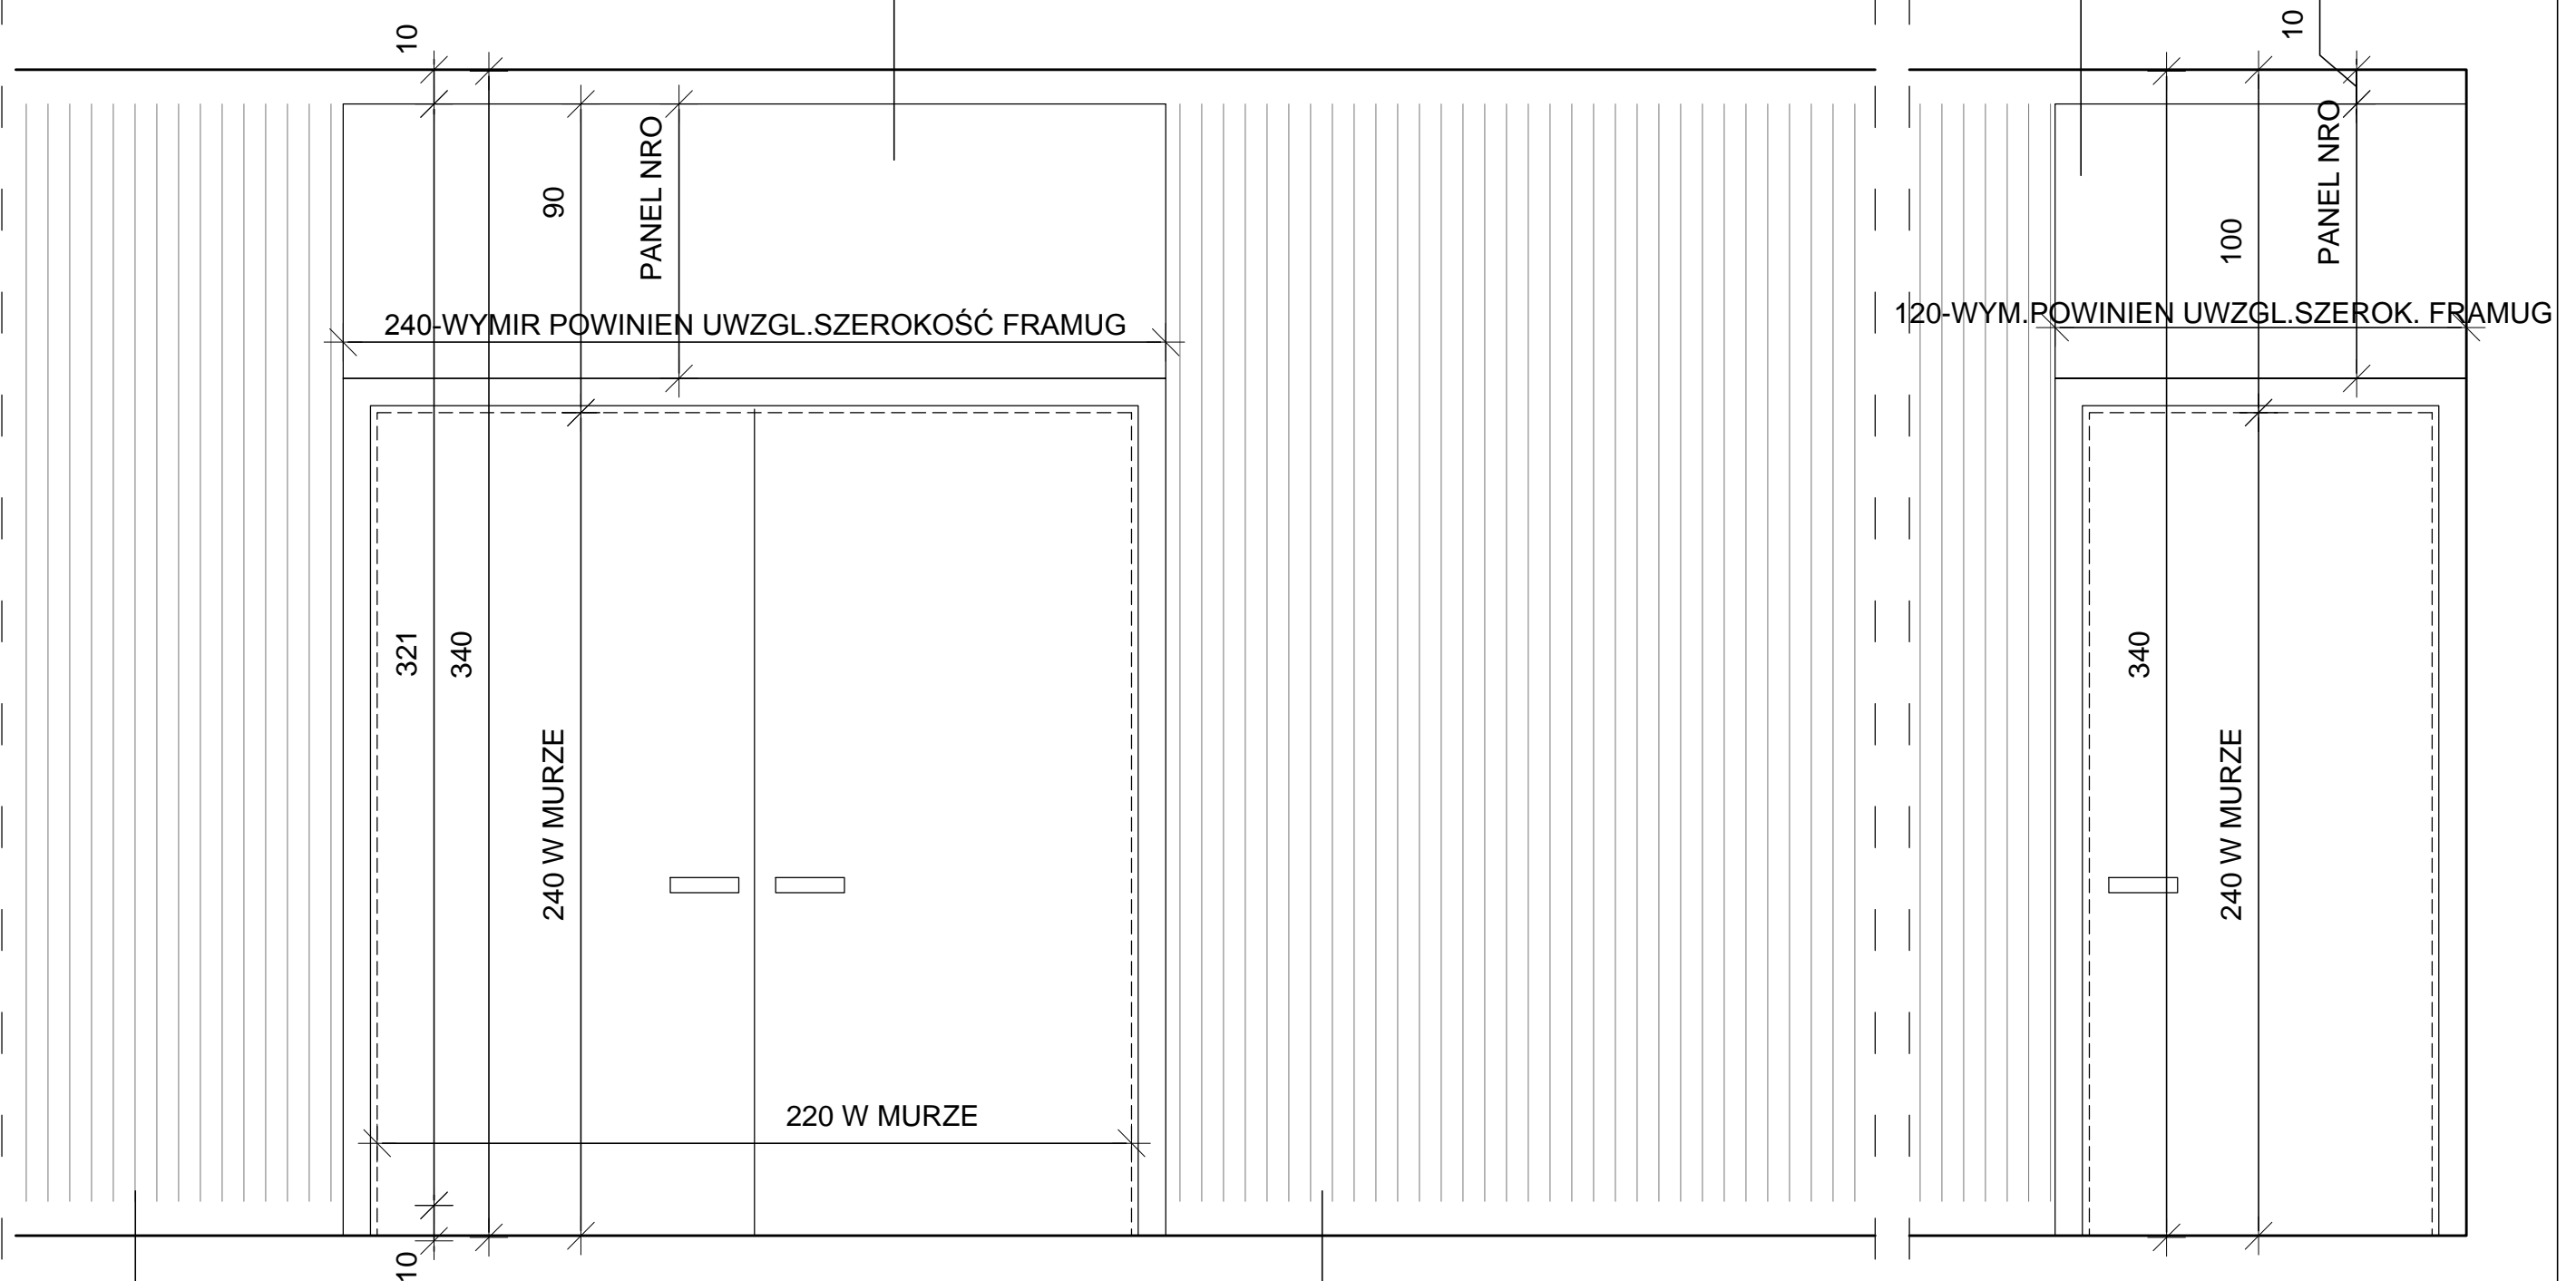 10
90
PANEL NRO
240-WYMIR POWINIEN UWZGL.SZEROKOŚĆ FRAMUG
321
340
240 W MURZE
220 W MURZE
10
10
PANEL NRO
100
120-WYM.POWINIEN UWZGL.SZEROK. FRAMUG
340
240 W MURZE